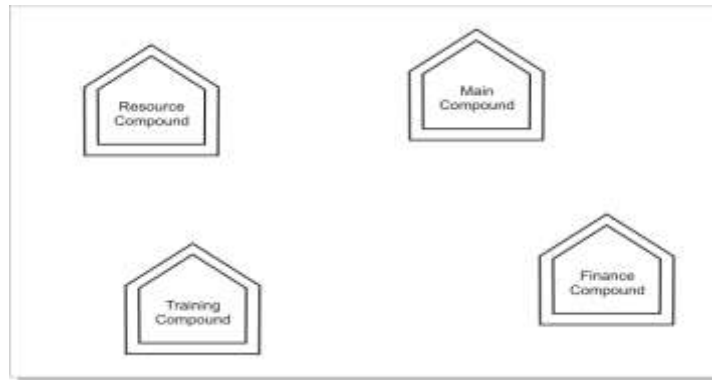 Resource
Compound
Main
Compound
Training
Compound
Finance
Compound